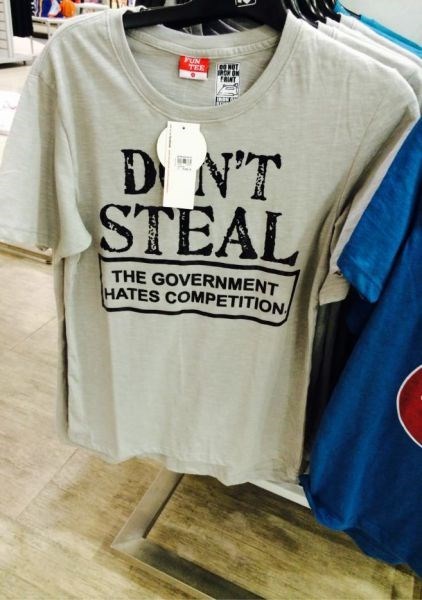 FUN
TEE
DO NOT
IRON ON
PRINT
DON'T
STEAL
THE GOVERNMENT
HATES COMPETITION.